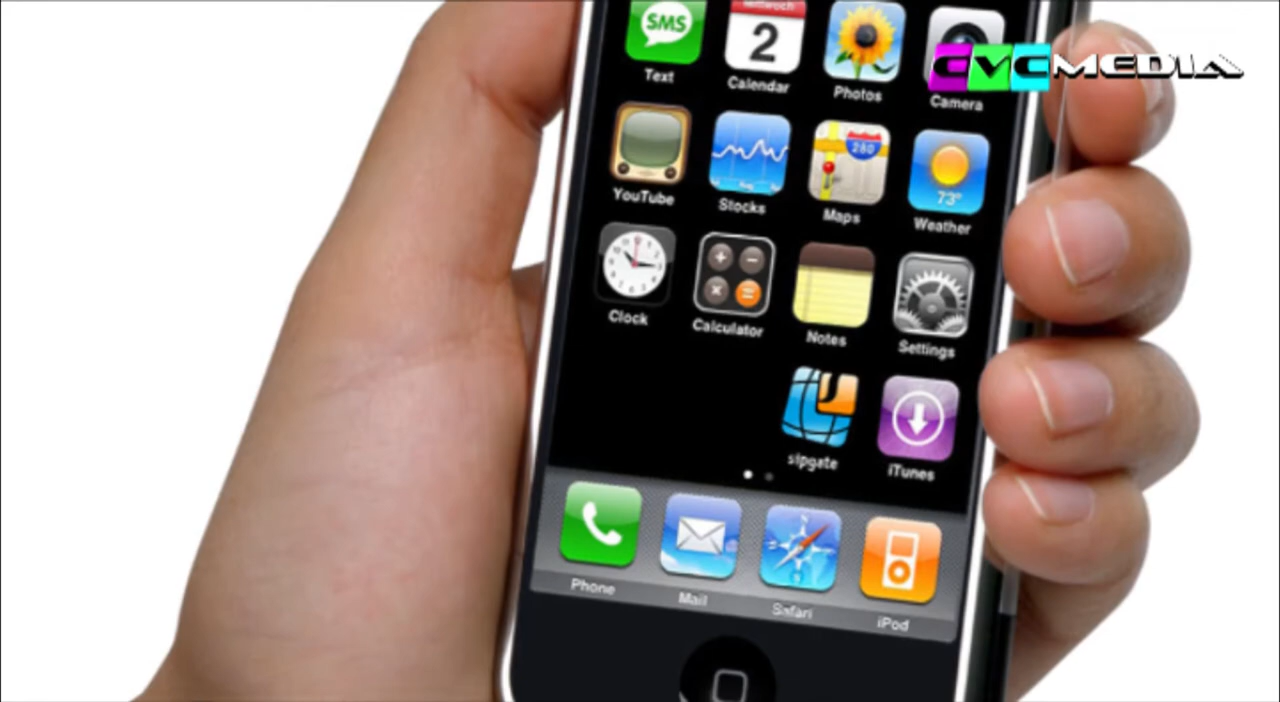 SMS
Mittwoch
2
CVCMEDIA
Text
Calendar
Photos
Camera
280
73°
YouTube
Stocks
Maps
Weather
Clock
Calculator
Notes
Settings
sipgate
iTunes
Phone
Mail
Safari
iPod